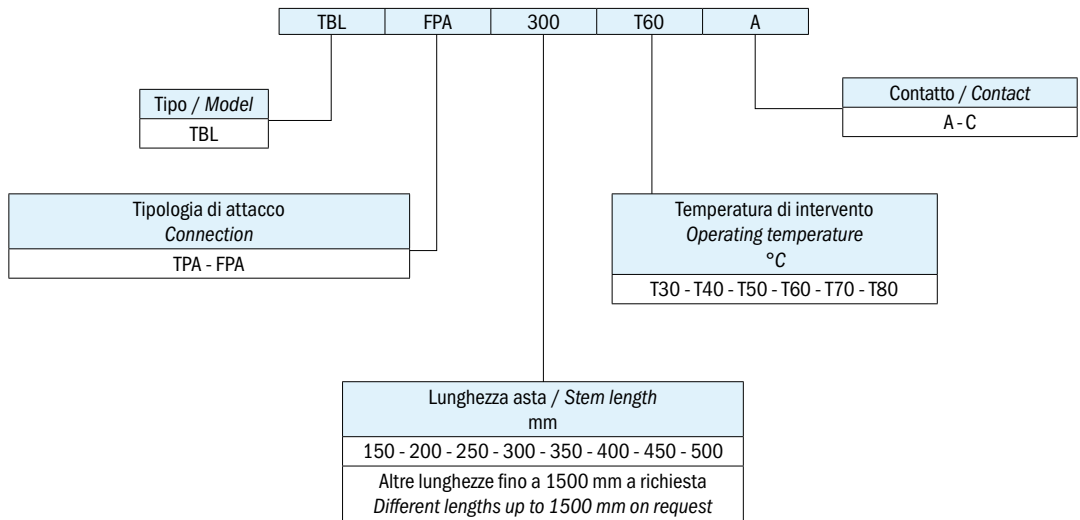 TBL FPA 300 T60 A
Tipo / Model
TBL
Contatto / Contact
A - C
Tipologia di attacco
Connection
TPA - FPA
Temperatura di intervento
Operating temperature
°C
T30 - T40 - T50 - T60 - T70 - T80
Lunghezza asta / Stem length
mm
150 - 200 - 250 - 300 - 350 - 400 - 450 - 500
Altre lunghezze fino a 1500 mm a richiesta
Different lengths up to 1500 mm on request